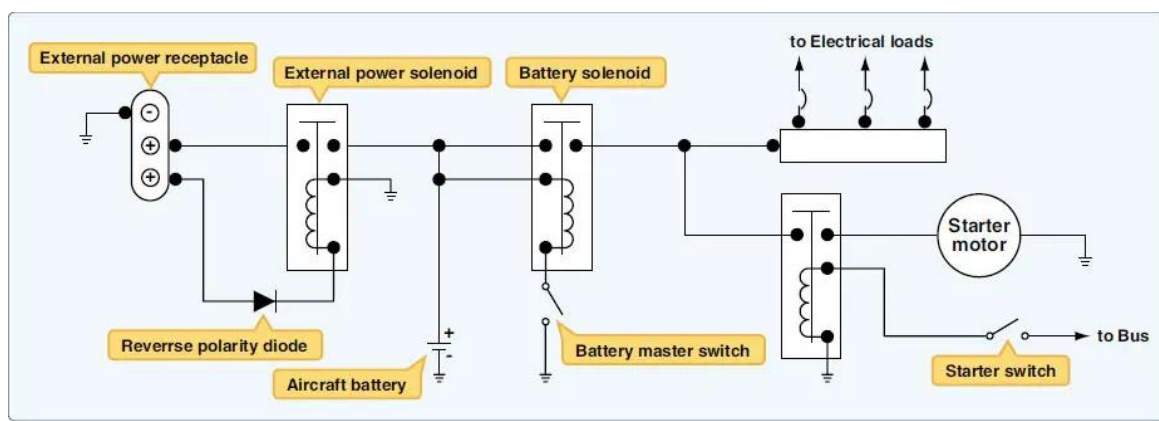 to Electrical loads
External power receptacle
External power solenoid
Battery solenoid
-
+
+
Starter
motor
Reverrse polarity diode
+
-
Aircraft battery
Battery master switch
to Bus
Starter switch